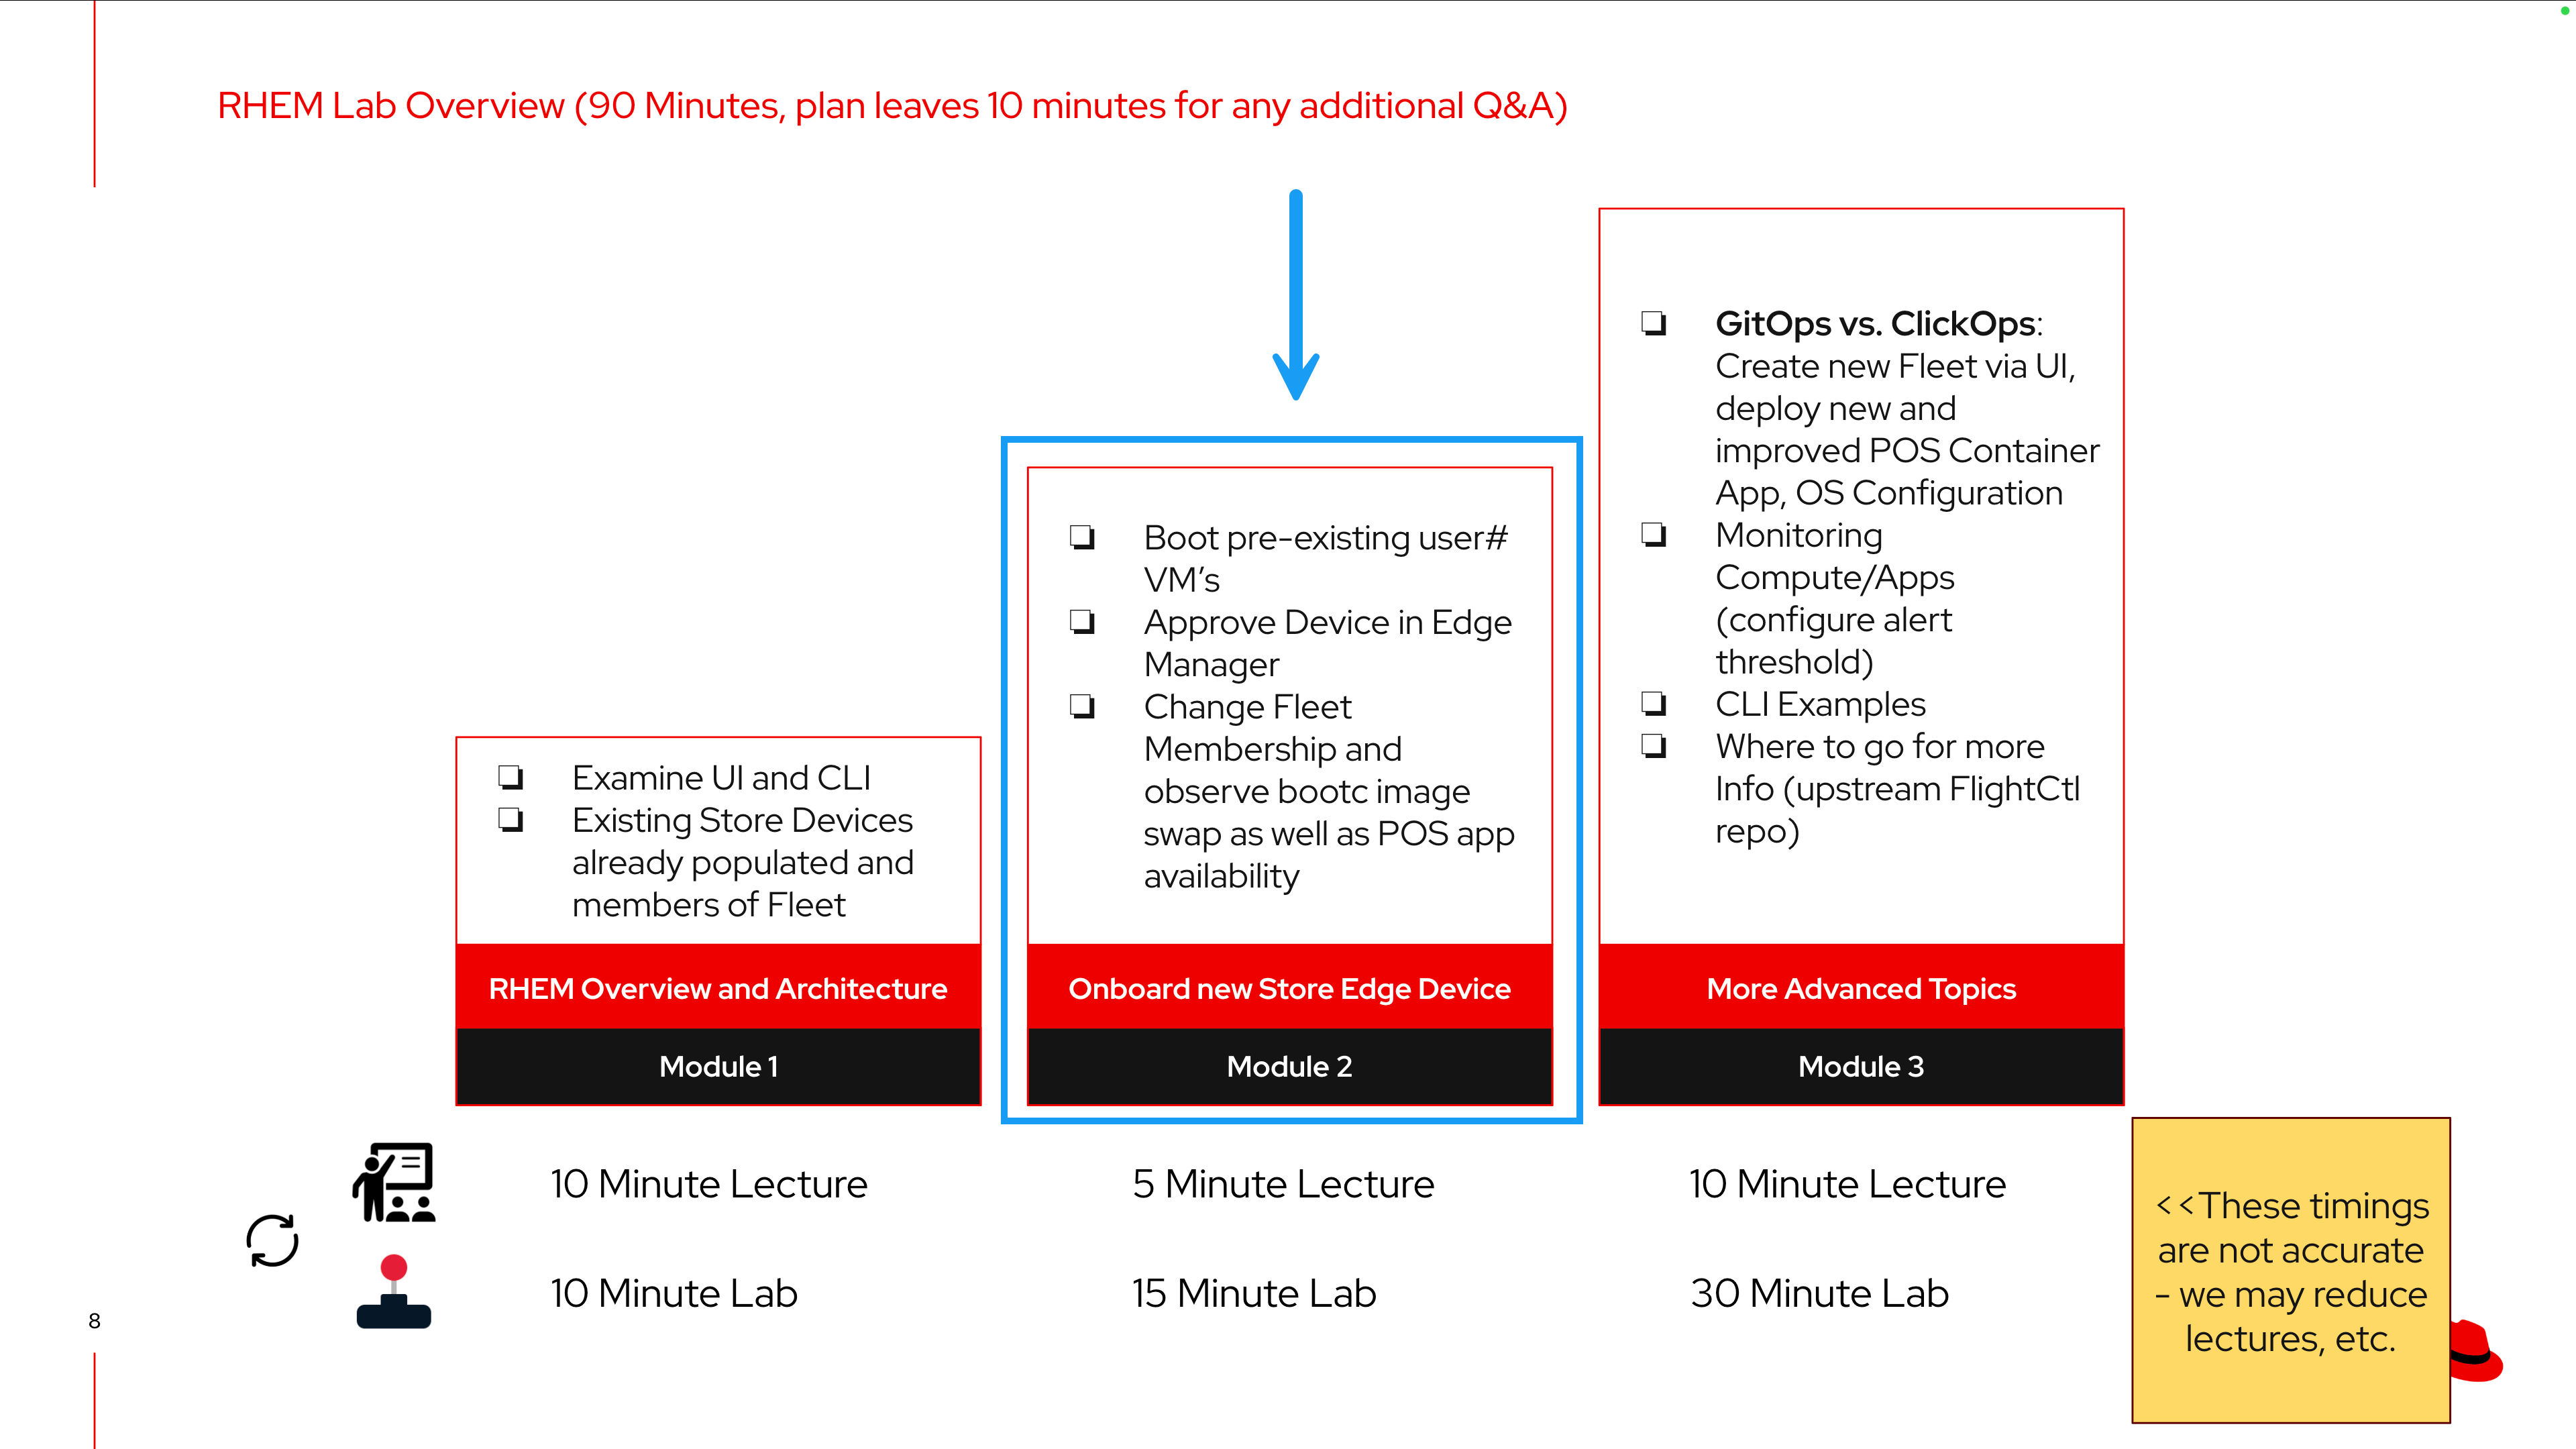 RHEM Lab Overview (90 Minutes, plan leaves 10 minutes for any additional Q&A)
Examine UI and CLI
Existing Store Devices
already populated and
members of Fleet
RHEM Overview and Architecture
Module 1
10 Minute Lecture
10 Minute Lab
Boot pre-existing user#
VM’s
Approve Device in Edge
Manager
Change Fleet
Membership and
observe bootc image
swap as well as POS app
availability
Onboard new Store Edge Device
Module 2
5 Minute Lecture
15 Minute Lab
GitOps vs. ClickOps:
Create new Fleet via UI,
deploy new and
improved POS Container
App, OS Configuration
Monitoring
Compute/Apps
(configure alert
threshold)
CLI Examples
Where to go for more
Info (upstream FlightCtl
repo)
More Advanced Topics
Module 3
10 Minute Lecture
30 Minute Lab
<<These timings
are not accurate
- we may reduce
lectures, etc.
8